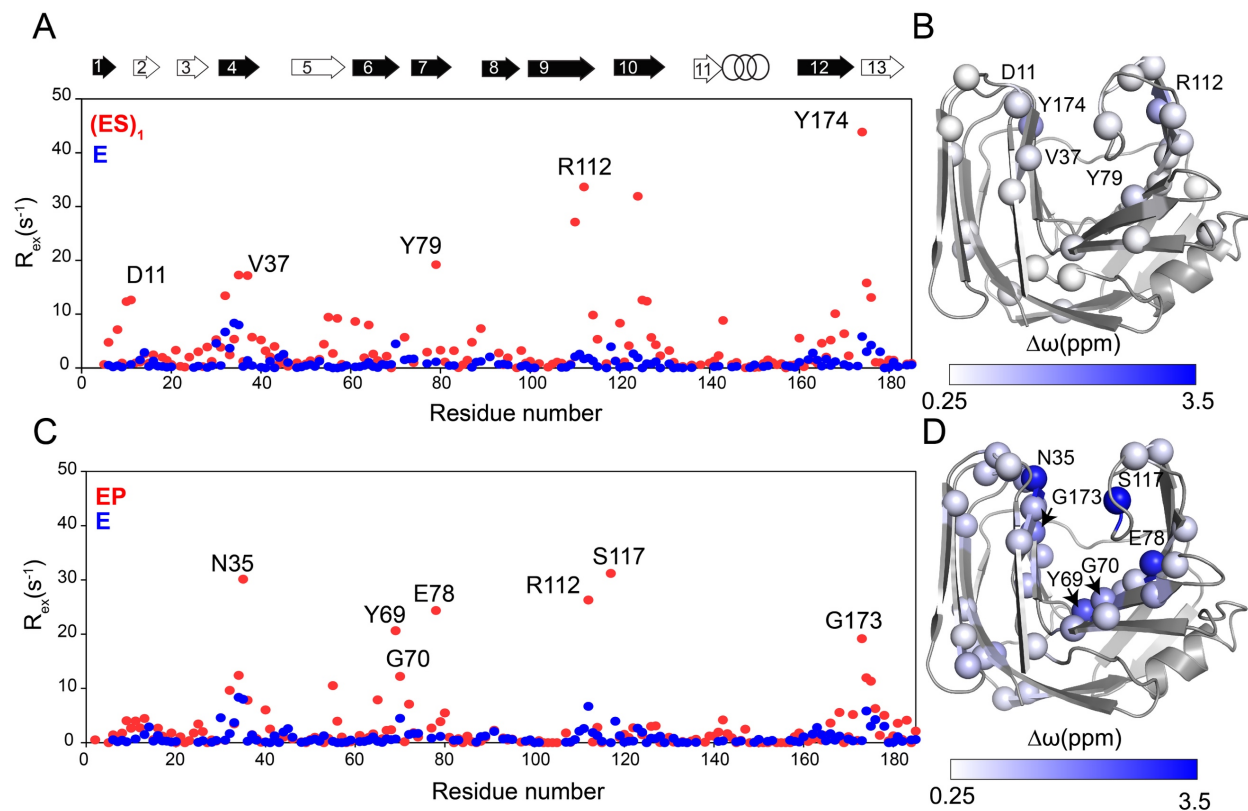 A
B
1 2 3 4 5 6 7 8 9 10 11 12 13
50
40
30
20
10
0
Rex(s⁻¹)
(ES)1
E
D11
V37
Y79
R112
Y174
0 20 40 60 80 100 120 140 160 180
Residue number
D11
Y174
R112
V37
Y79
Δω(ppm)
0.25 3.5
C
D
50
40
30
20
10
0
Rex(s⁻¹)
EP
E
N35
Y69
G70
E78
R112
S117
G173
0 20 40 60 80 100 120 140 160 180
Residue number
N35
S117
G173
E78
Y69
G70
Δω(ppm)
0.25 3.5